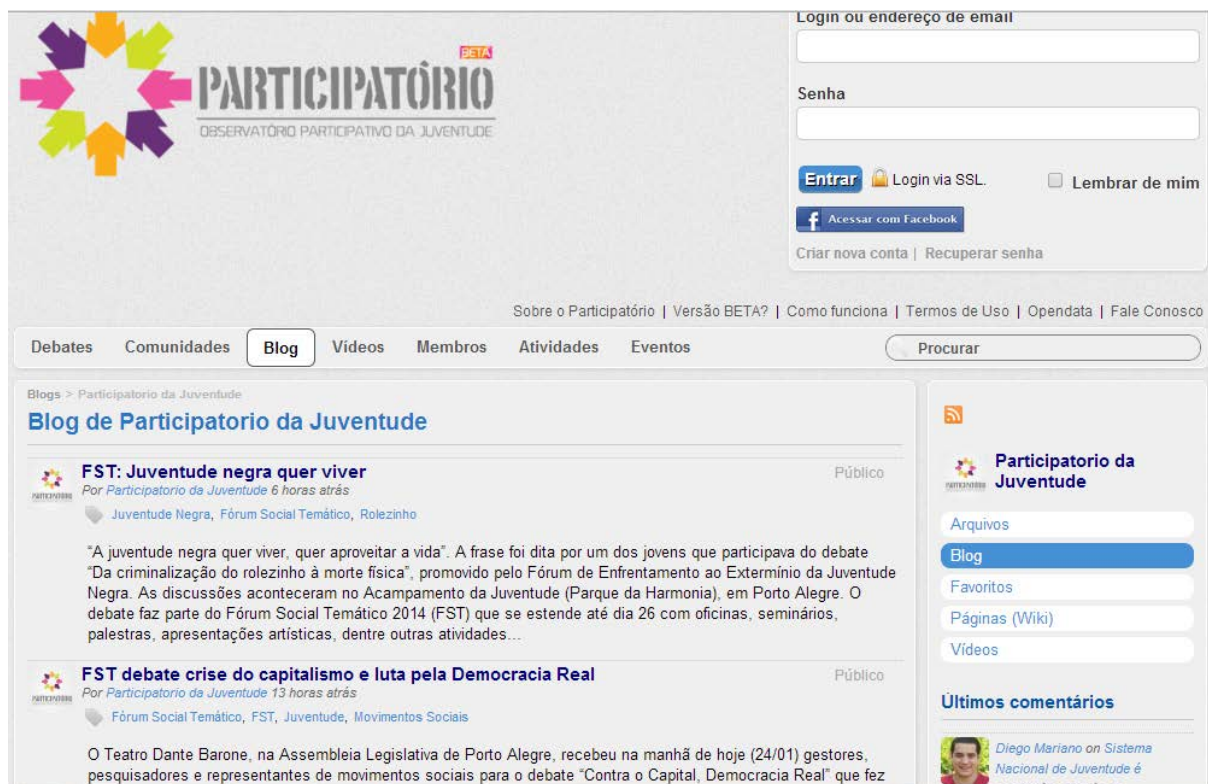 BETA
PARTICIPATÓRIO
OBSERVATÓRIO PARTICIPATIVO DA JUVENTUDE
Login ou endereço de email
Senha
Entrar Login via SSL. Lembrar de mim
f Acessar com Facebook
Criar nova conta | Recuperar senha
Sobre o Participatório | Versão BETA? | Como funciona | Termos de Uso | Opendata | Fale Conosco
Debates Comunidades Blog Vídeos Membros Atividades Eventos Procurar
Blogs > Participatorio da Juventude
Blog de Participatorio da Juventude
FST: Juventude negra quer viver Público
Por Participatorio da Juventude 6 horas atrás
Juventude Negra, Fórum Social Temático, Rolezinho
“A juventude negra quer viver, quer aproveitar a vida”. A frase foi dita por um dos jovens que participava do debate
“Da criminalização do rolezinho à morte física”, promovido pelo Fórum de Enfrentamento ao Extermínio da Juventude
Negra. As discussões aconteceram no Acampamento da Juventude (Parque da Harmonia), em Porto Alegre. O
debate faz parte do Fórum Social Temático 2014 (FST) que se estende até dia 26 com oficinas, seminários,
palestras, apresentações artísticas, dentre outras atividades...
FST debate crise do capitalismo e luta pela Democracia Real Público
Por Participatorio da Juventude 13 horas atrás
Fórum Social Temático, FST, Juventude, Movimentos Sociais
O Teatro Dante Barone, na Assembleia Legislativa de Porto Alegre, recebeu na manhã de hoje (24/01) gestores,
pesquisadores e representantes de movimentos sociais para o debate “Contra o Capital, Democracia Real” que fez
Participatorio da
Juventude
Arquivos
Blog
Favoritos
Páginas (Wiki)
Vídeos
Últimos comentários
Diego Mariano on Sistema
Nacional de Juventude é